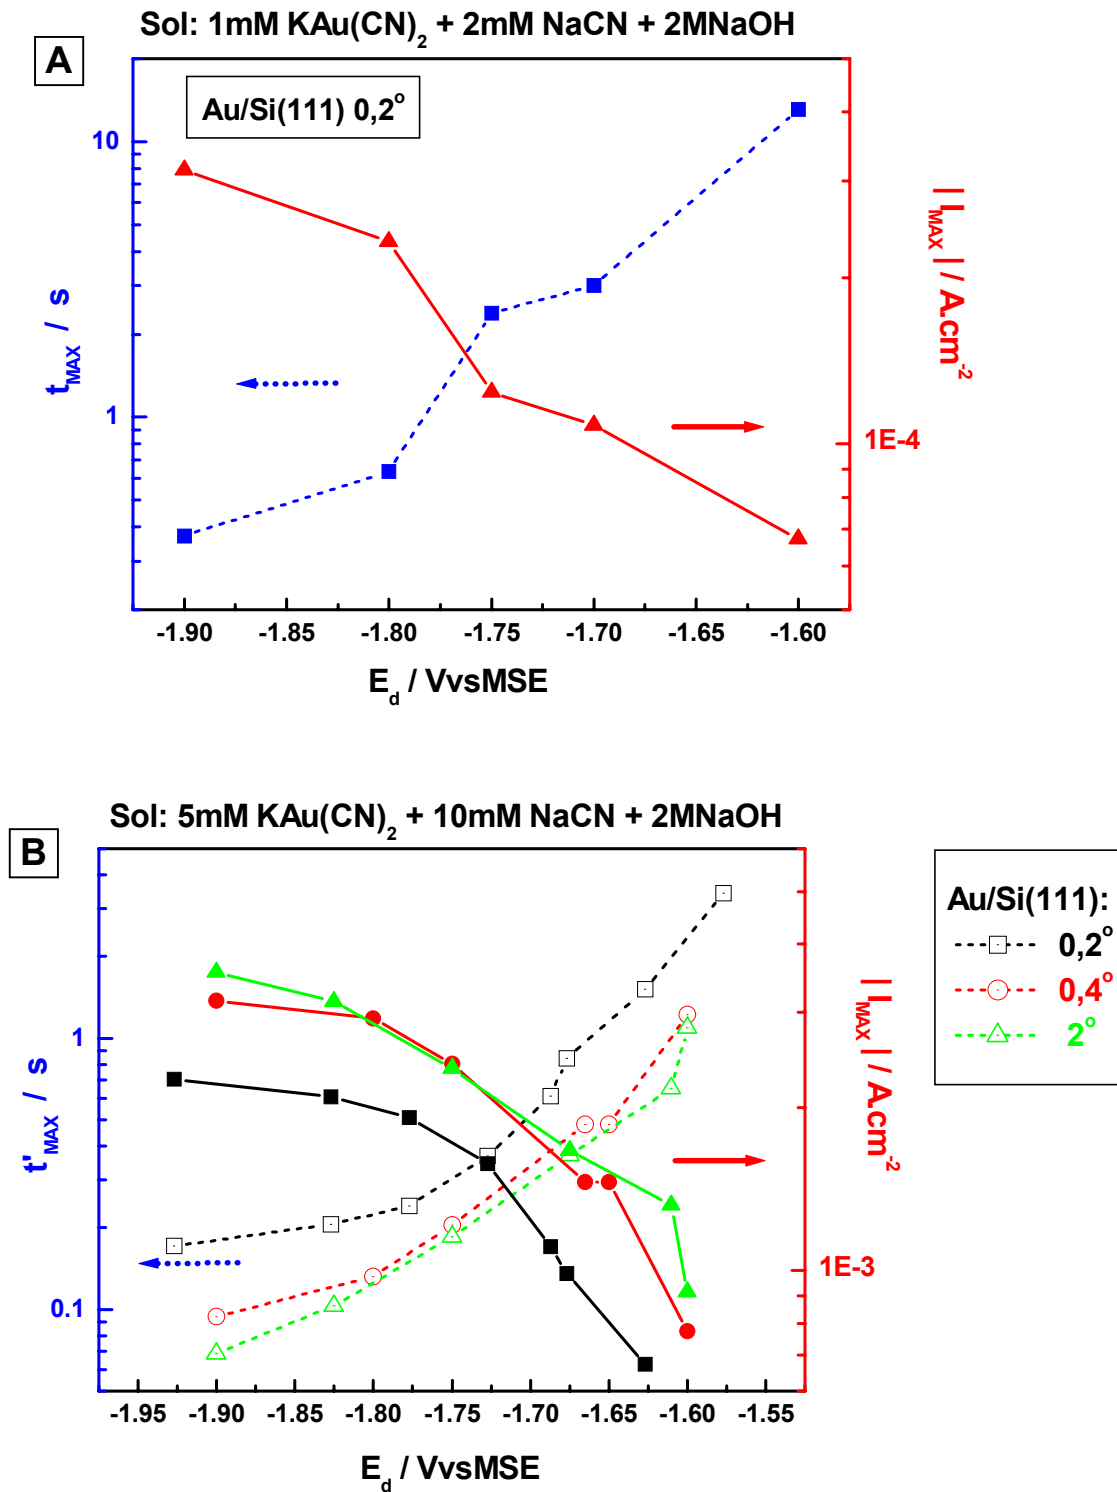 Sol: 1mM KAu(CN)2 + 2mM NaCN + 2MNaOH
A
Au/Si(111) 0,2°
10
1
tMAX / s
| IMAX | / A.cm-2
1E-4
-1.90 -1.85 -1.80 -1.75 -1.70 -1.65 -1.60
Ed / VvsMSE
Sol: 5mM KAu(CN)2 + 10mM NaCN + 2MNaOH
B
1
0.1
t'MAX / s
| IMAX | / A.cm-2
1E-3
Au/Si(111):
0,2°
0,4°
2°
-1.95 -1.90 -1.85 -1.80 -1.75 -1.70 -1.65 -1.60 -1.55
Ed / VvsMSE